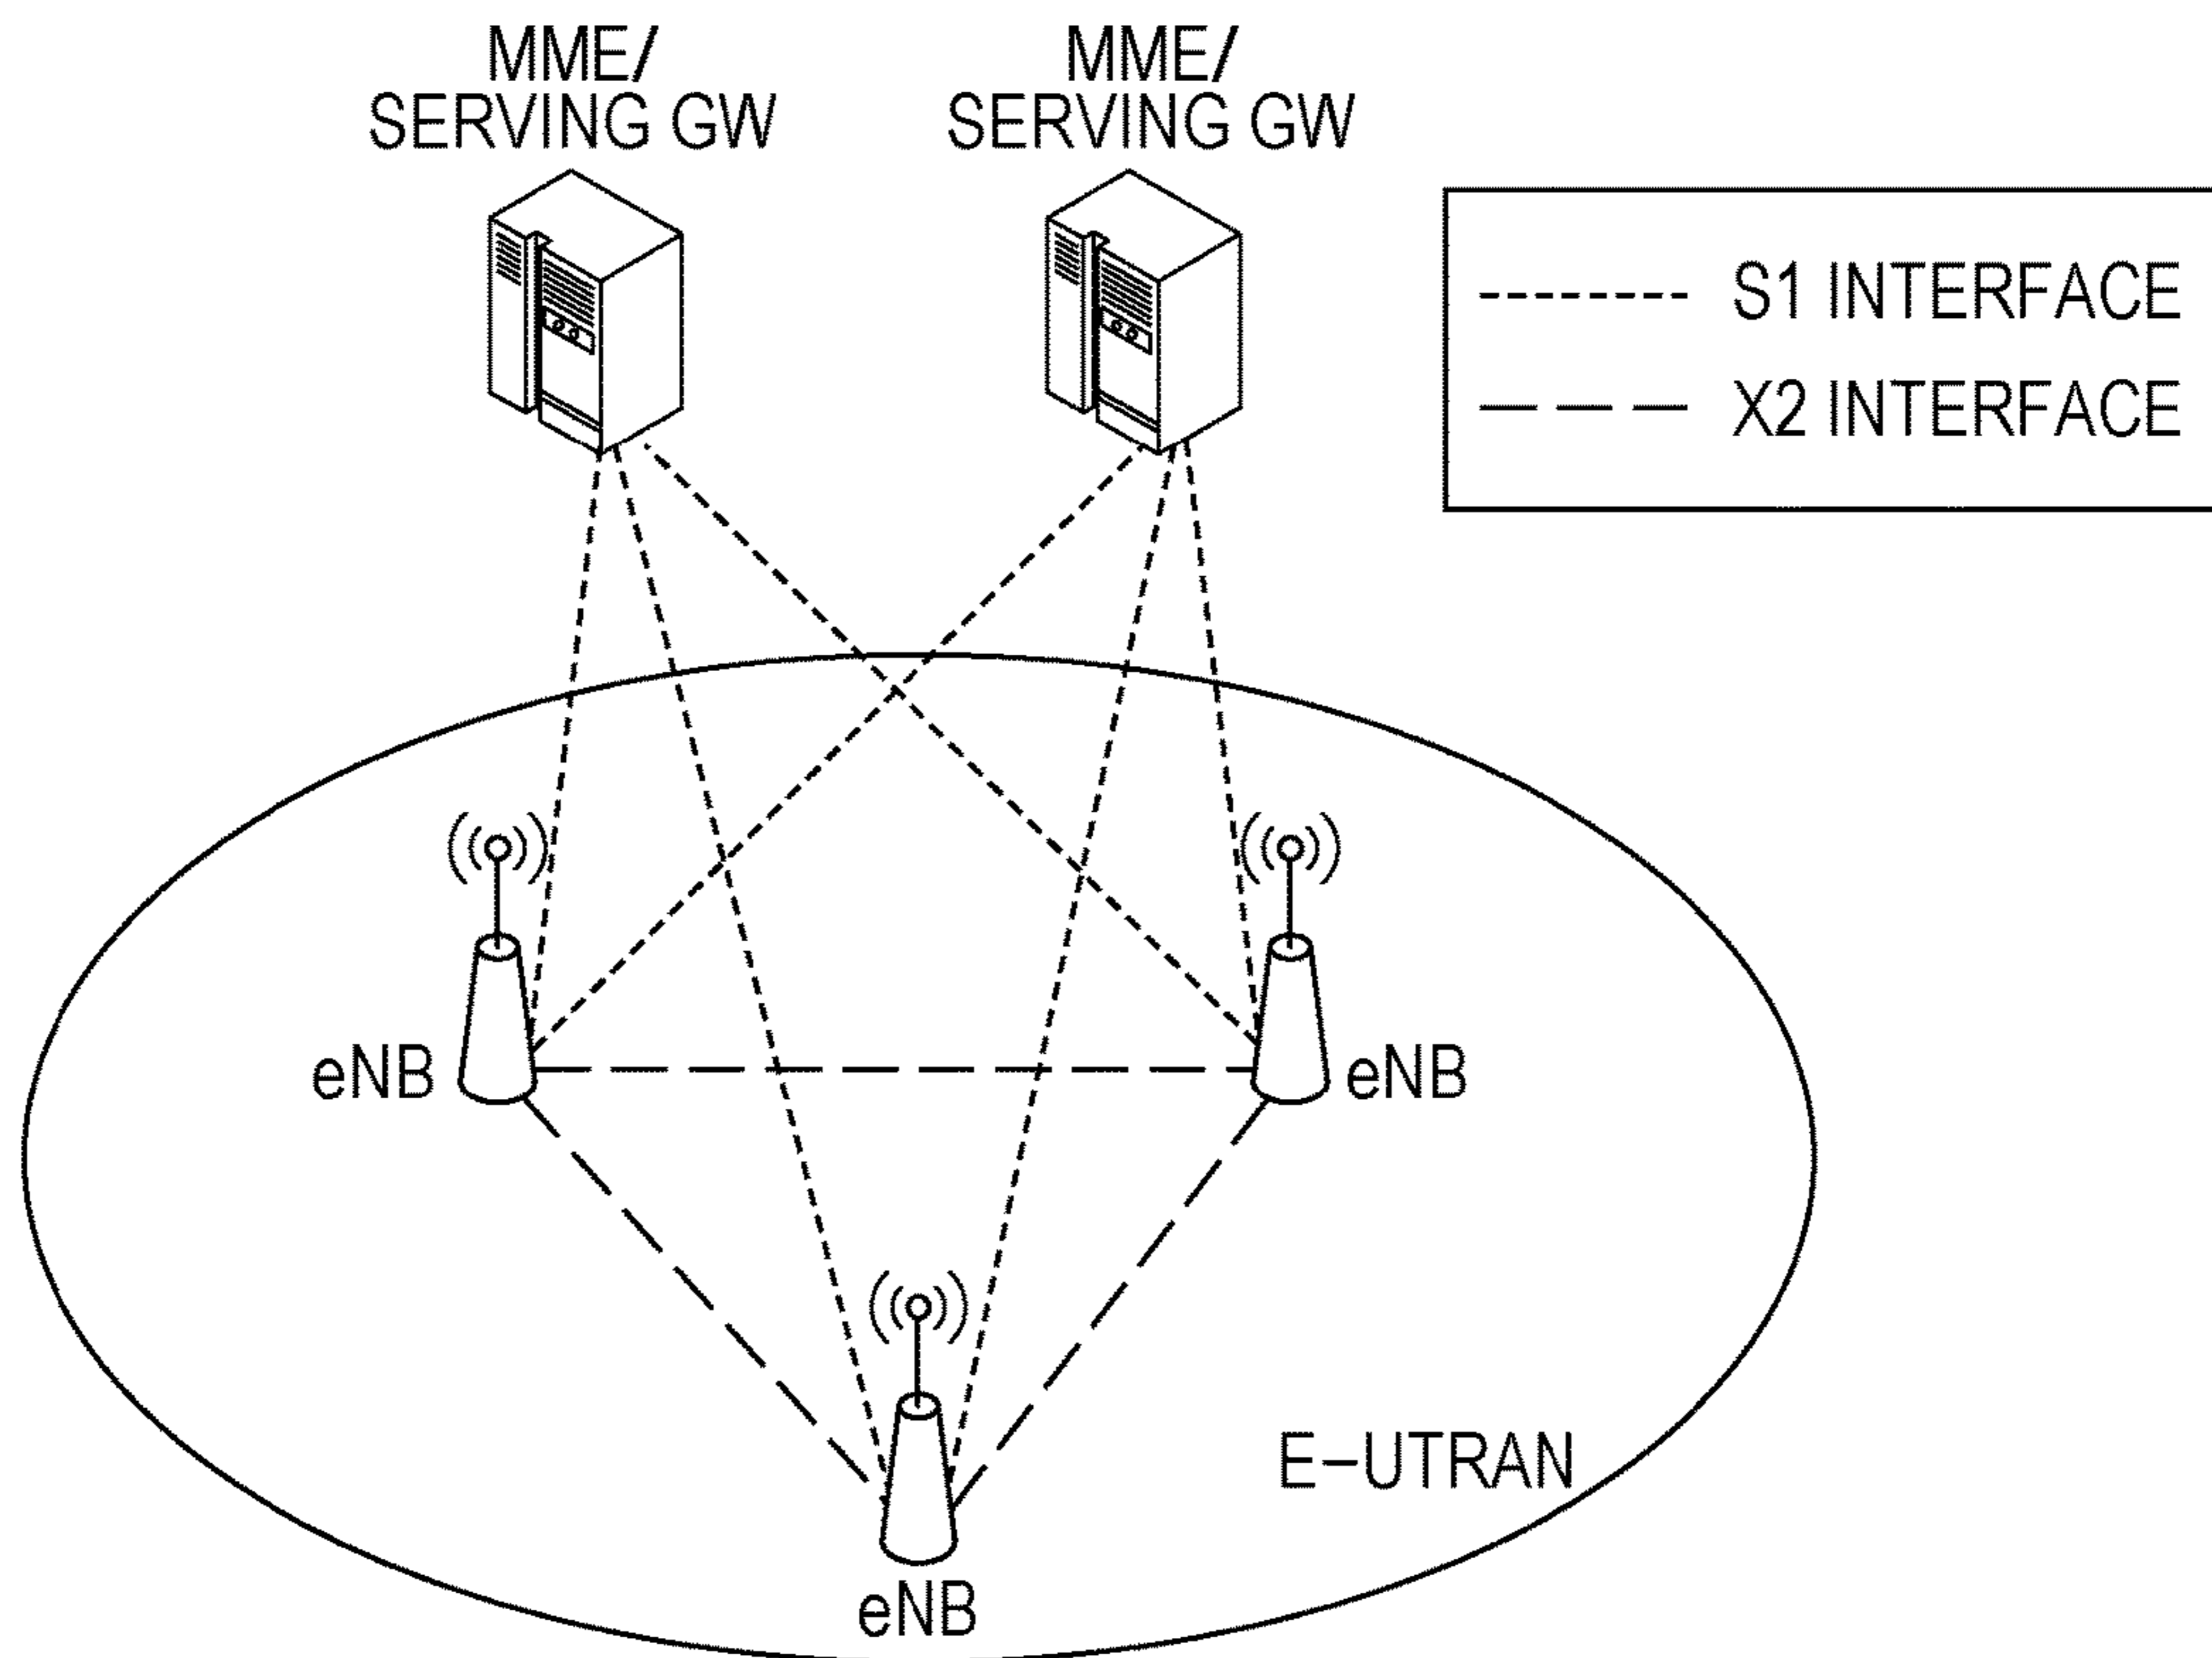 MME/
SERVING GW
MME/
SERVING GW
S1 INTERFACE
X2 INTERFACE
eNB
eNB
E-UTRAN
eNB